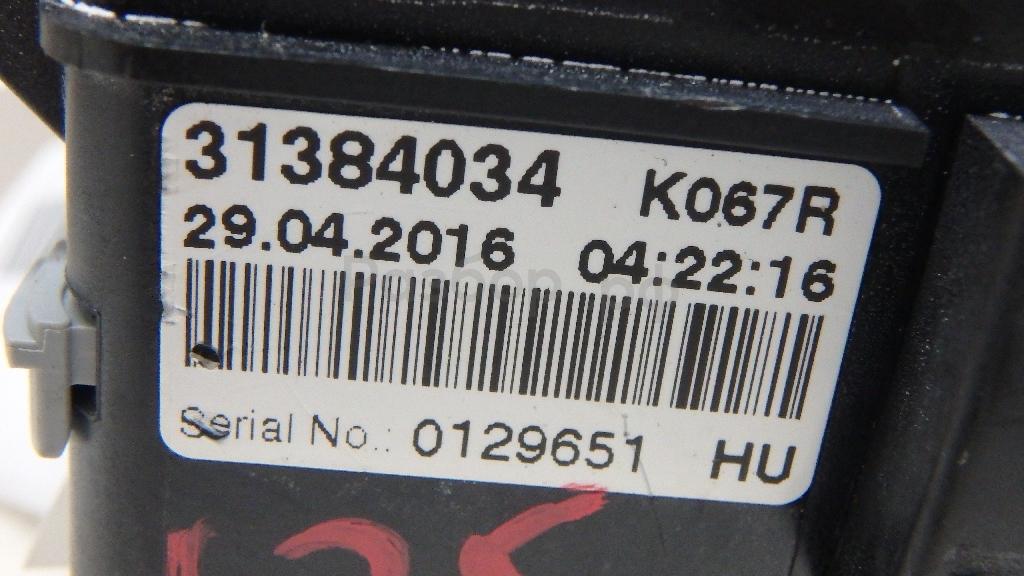 31384034 K067R
29.04.2016 04:22:16
Serial No.: 0129651 HU